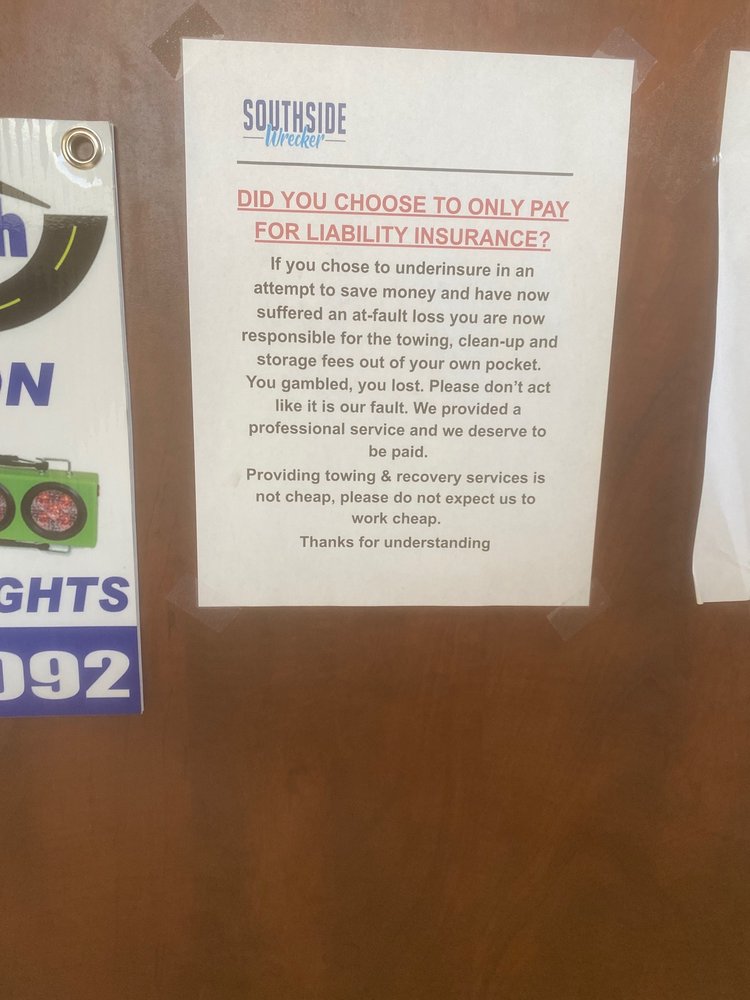 SOUTHSIDE
Wrecker
DID YOU CHOOSE TO ONLY PAY
FOR LIABILITY INSURANCE?
If you chose to underinsure in an
attempt to save money and have now
suffered an at-fault loss you are now
responsible for the towing, clean-up and
storage fees out of your own pocket.
You gambled, you lost. Please don't act
like it is our fault. We provided a
professional service and we deserve to
be paid.
Providing towing & recovery services is
not cheap, please do not expect us to
work cheap.
Thanks for understanding
h
ON
GHTS
092